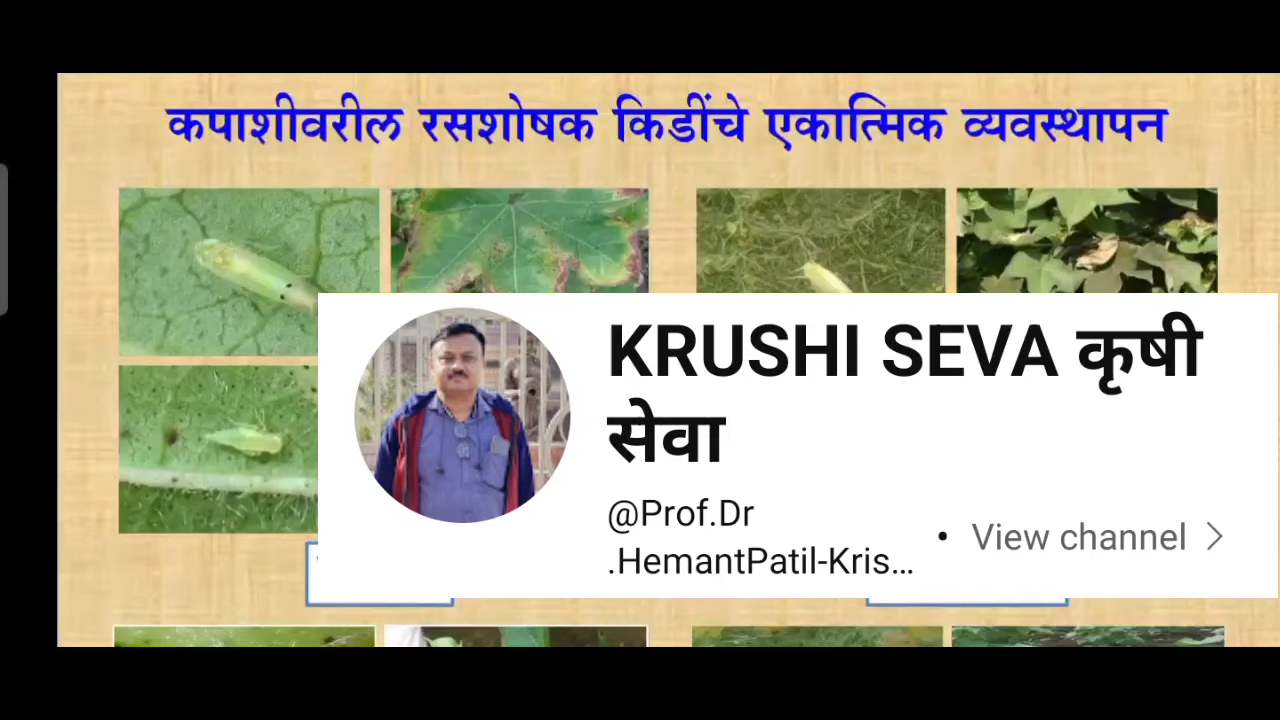 कपाशीवरील रसशोषक किडींचे एकात्मिक व्यवस्थापन
KRUSHI SEVA कृषी
सेवा
@Prof.Dr
.HemantPatil-Kris... • View channel